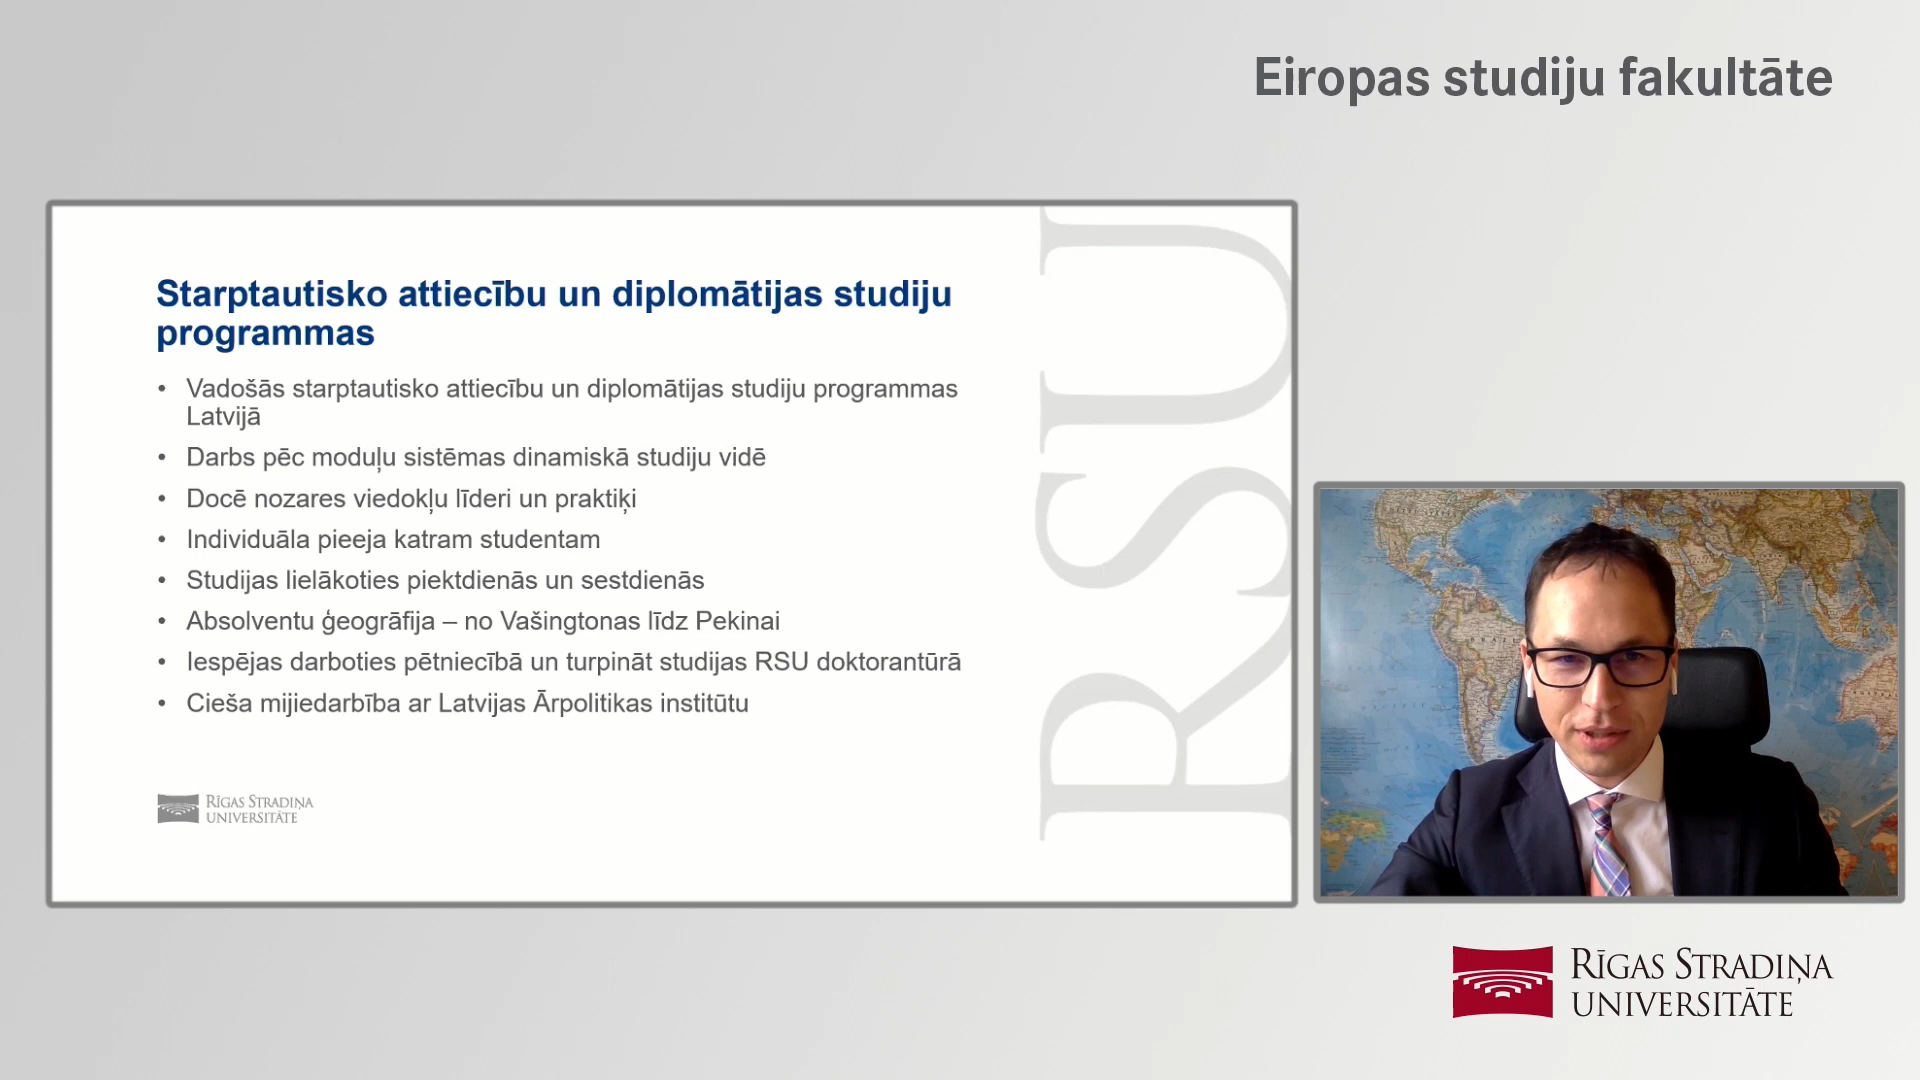 Eiropas studiju fakultāte
Starptautisko attiecību un diplomātijas studiju
programmas
• Vadošās starptautisko attiecību un diplomātijas studiju programmas
Latvijā
• Darbs pēc moduļu sistēmas dinamiskā studiju vidē
• Docē nozares viedokļu līderi un praktiķi
• Individuāla pieeja katram studentam
• Studijas lielākoties piektdienās un sestdienās
• Absolventu ģeogrāfija – no Vašingtonas līdz Pekinai
• Iespējas darboties pētniecībā un turpināt studijas RSU doktorantūrā
• Cieša mijiedarbība ar Latvijas Ārpolitikas institūtu
RĪGAS STRADIŅA
UNIVERSITĀTE
RSU
BRAZIL
RĪGAS STRADIŅA
UNIVERSITĀTE